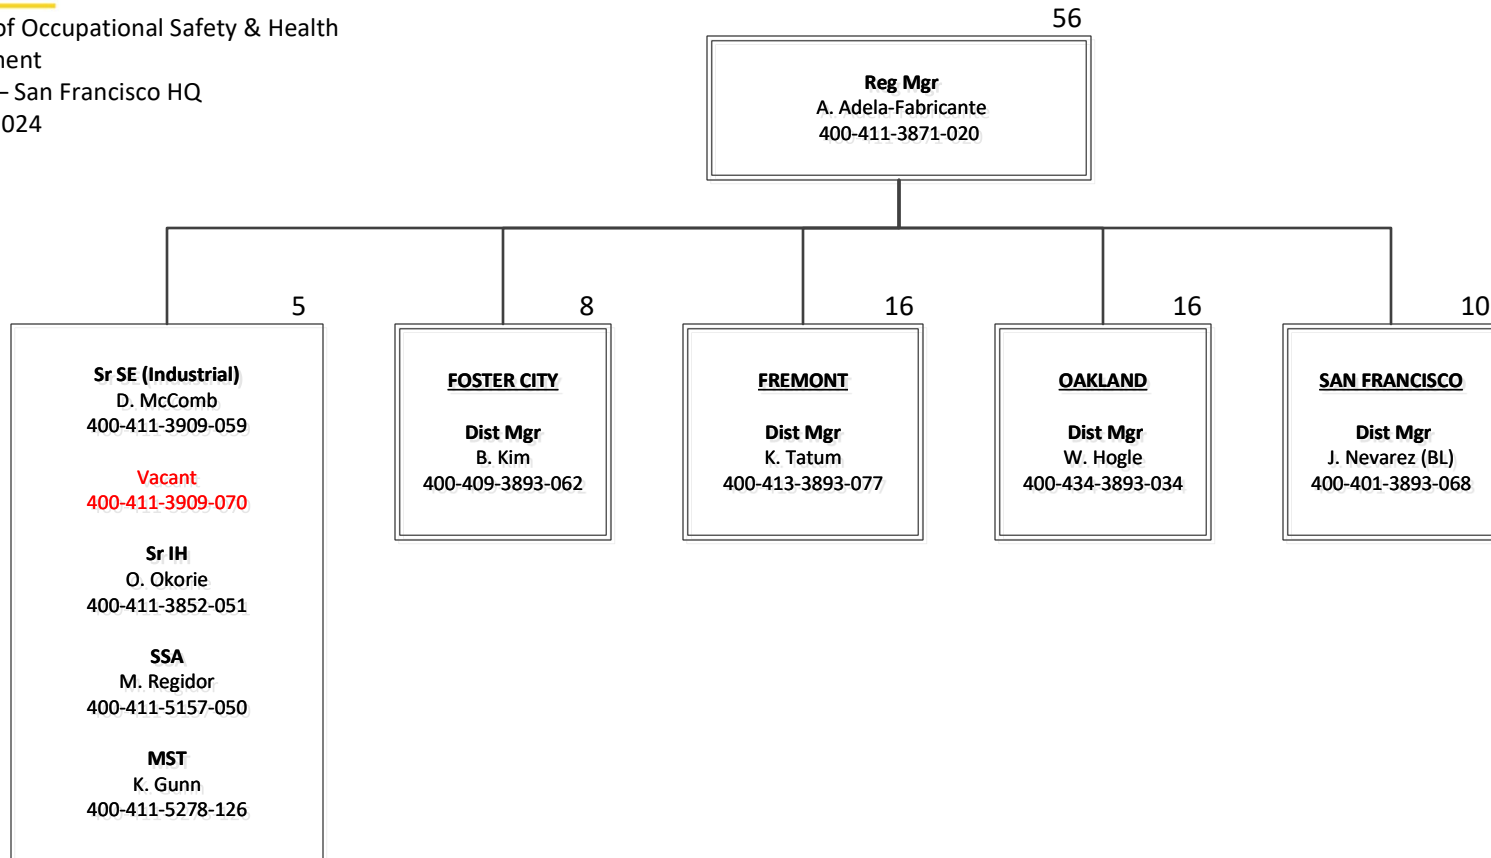 of Occupational Safety & Health
– San Francisco HQ
56
Reg Mgr
A. Adela-Fabricante
400-411-3871-020
5
Sr SE (Industrial)
D. McComb
400-411-3909-059
Vacant
400-411-3909-070
Sr IH
O. Okorie
400-411-3852-051
SSA
M. Regidor
400-411-5157-050
MST
K. Gunn
400-411-5278-126
8
FOSTER CITY
Dist Mgr
B. Kim
400-409-3893-062
16
FREMONT
Dist Mgr
K. Tatum
400-413-3893-077
16
OAKLAND
Dist Mgr
W. Hogle
400-434-3893-034
10
SAN FRANCISCO
Dist Mgr
J. Nevarez (BL)
400-401-3893-068